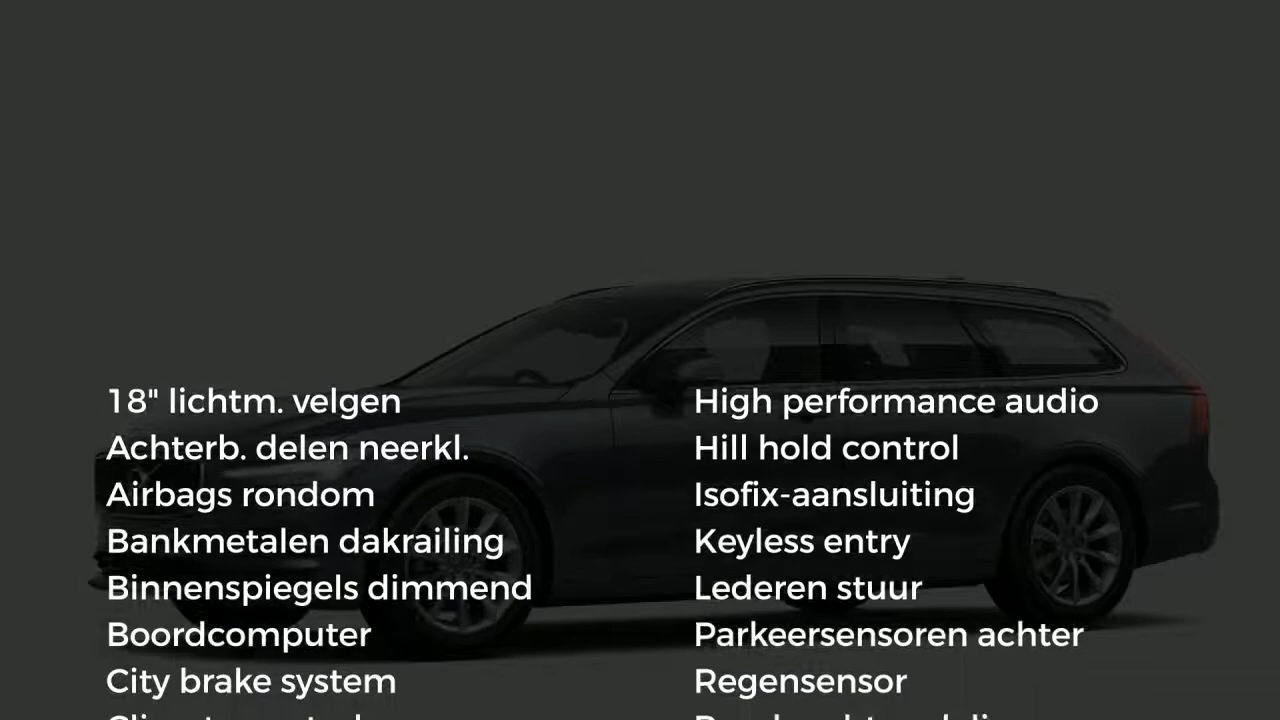 18" lichtm. velgen
Achterb. delen neerkl.
Airbags rondom
Bankmetalen dakrailing
Binnenspiegels dimmend
Boordcomputer
City brake system
High performance audio
Hill hold control
Isofix-aansluiting
Keyless entry
Lederen stuur
Parkeersensoren achter
Regensensor